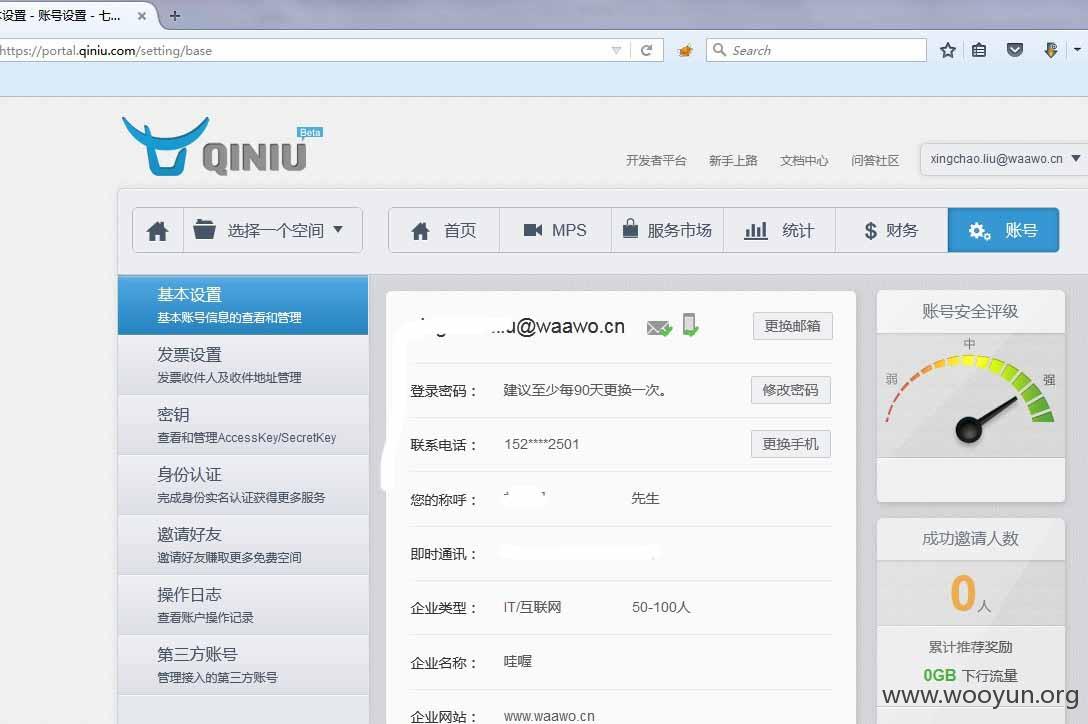 账号设置 - 七...
https://portal.qiniu.com/setting/base
Search
QINIU
Beta
开发者平台 新手上路 文档中心 问答社区 xingchao.liu@waawo.cn
选择一个空间 首页 MPS 服务市场 统计 财务 账号
基本设置
基本账号信息的查看和管理
发票设置
发票收件人及收件地址管理
密钥
查看和管理AccessKey/SecretKey
身份认证
完成身份实名认证获得更多服务
邀请好友
邀请好友赚取更多免费空间
操作日志
查看账户操作记录
第三方账号
管理接入的第三方账号
@waawo.cn 更换邮箱
登录密码: 建议至少每90天更换一次。 修改密码
联系电话: 152****2501 更换手机
您的称呼: 先生
即时通讯:
企业类型: IT/互联网 50-100人
企业名称: 哇喔
企业网站: www.waawo.cn
账号安全评级
弱 中 强
成功邀请人数
0人
累计推荐奖励
0GB 下行流量
www.wooyun.org